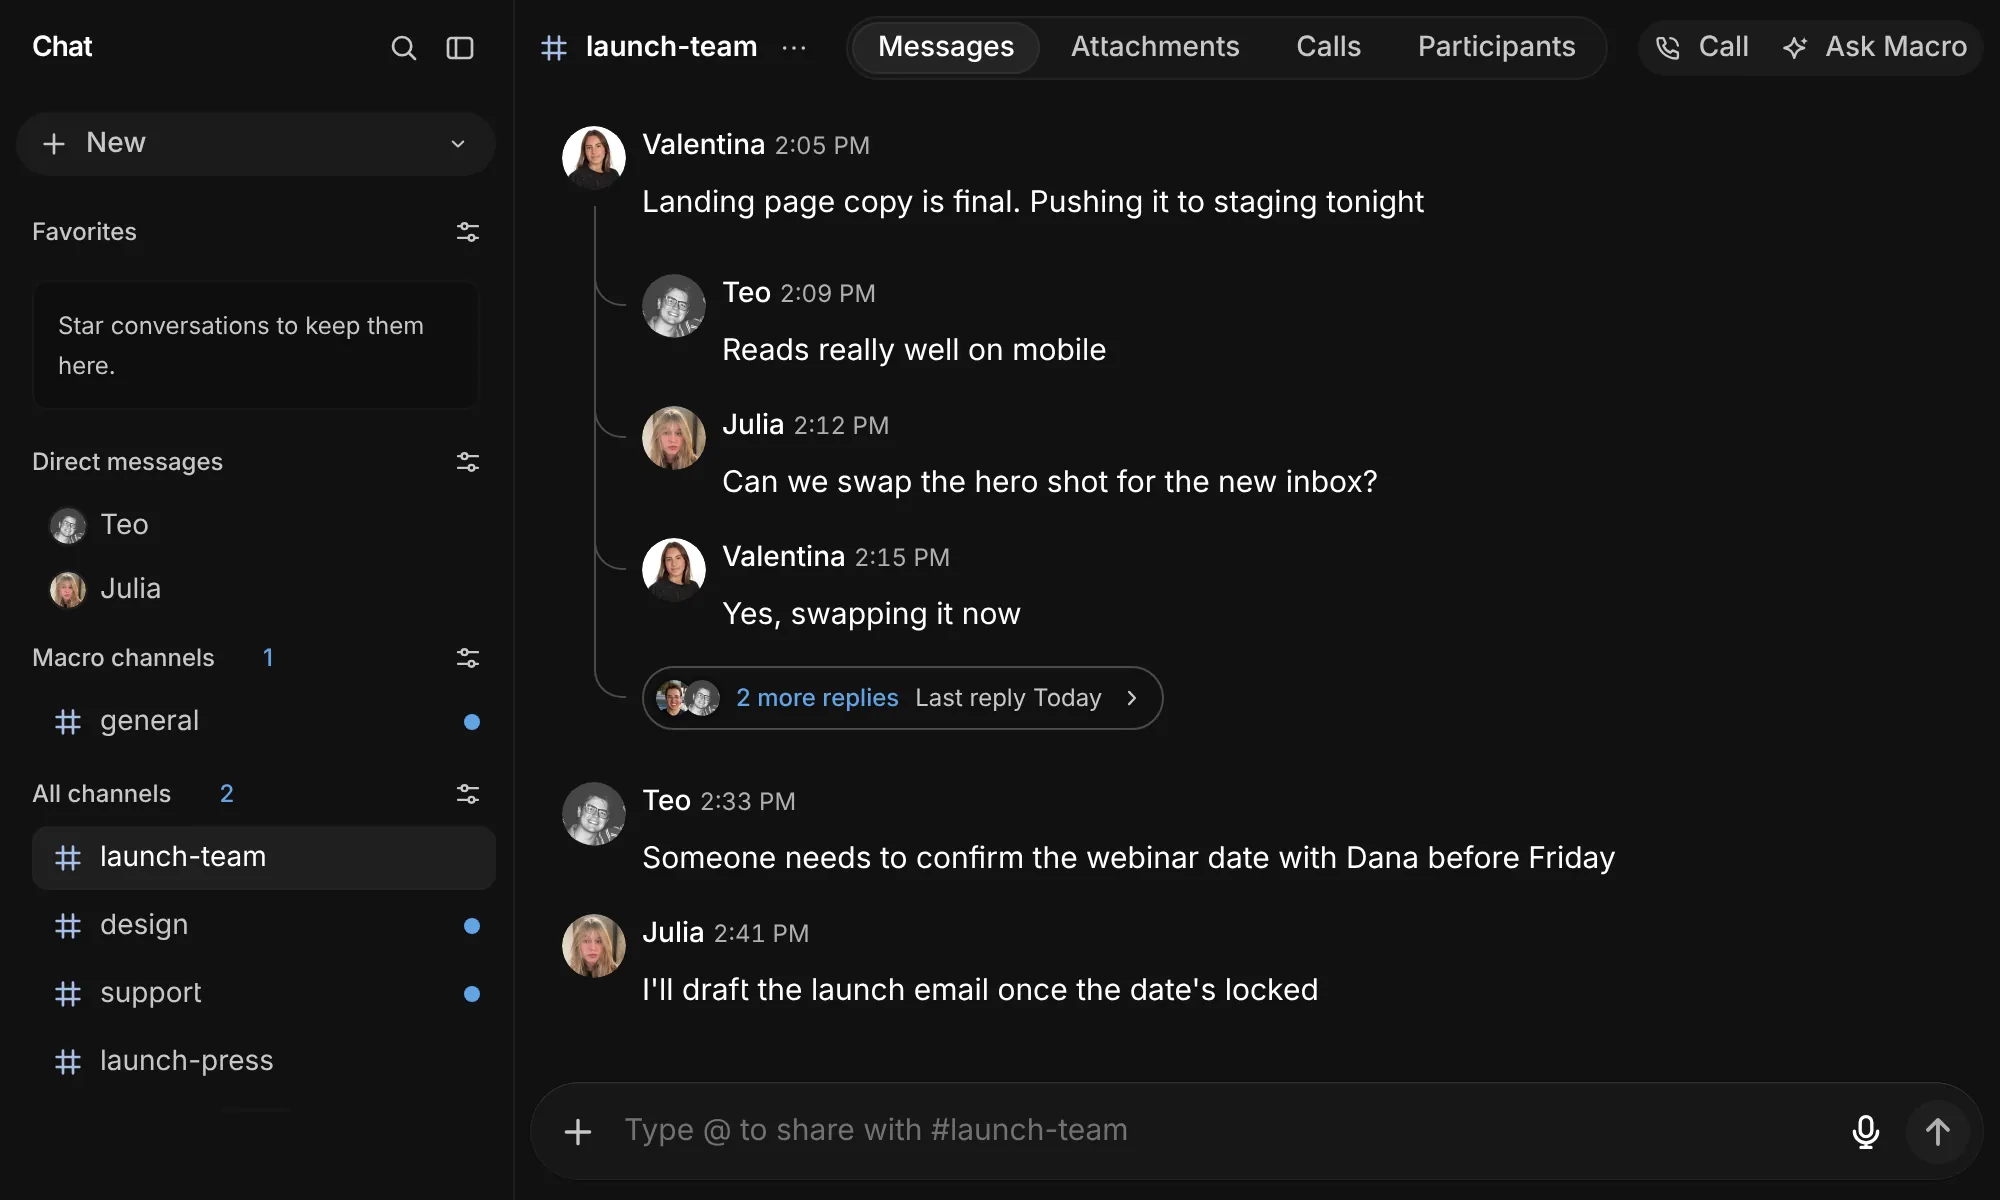 Chat
New
Favorites
Star conversations to keep them
here.
Direct messages
Teo
Julia
Macro channels 1
general
All channels 2
launch-team
design
support
launch-press
launch-team
Messages Attachments Calls Participants
Call Ask Macro
Valentina 2:05 PM
Landing page copy is final. Pushing it to staging tonight
Teo 2:09 PM
Reads really well on mobile
Julia 2:12 PM
Can we swap the hero shot for the new inbox?
Valentina 2:15 PM
Yes, swapping it now
2 more replies Last reply Today
Teo 2:33 PM
Someone needs to confirm the webinar date with Dana before Friday
Julia 2:41 PM
I'll draft the launch email once the date's locked
Type @ to share with #launch-team